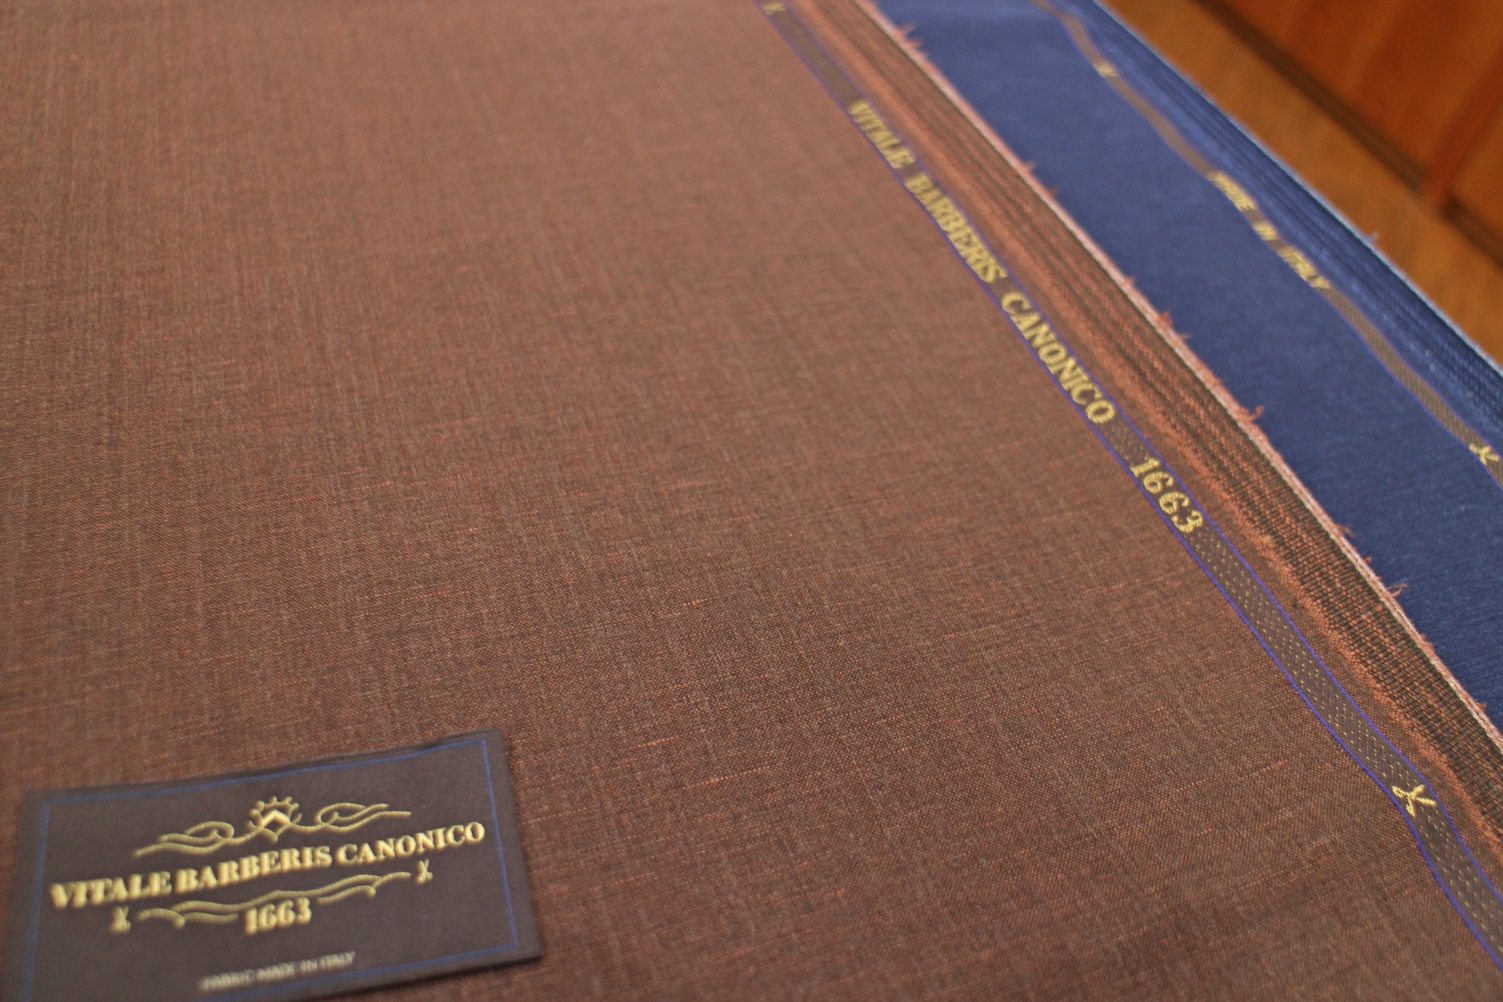 VITALE BARBERIS CANONICO 1663
MADE IN ITALY
VITALE BARBERIS CANONICO
1663
FABRIC MADE IN ITALY